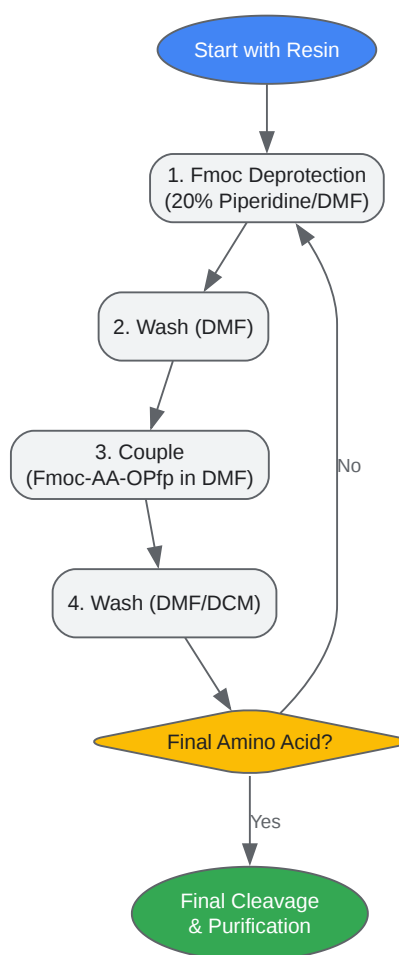 Start with Resin
1. Fmoc Deprotection
(20% Piperidine/DMF)
2. Wash (DMF)
3. Couple
(Fmoc-AA-OPfp in DMF)
No
4. Wash (DMF/DCM)
Final Amino Acid?
Yes
Final Cleavage
& Purification